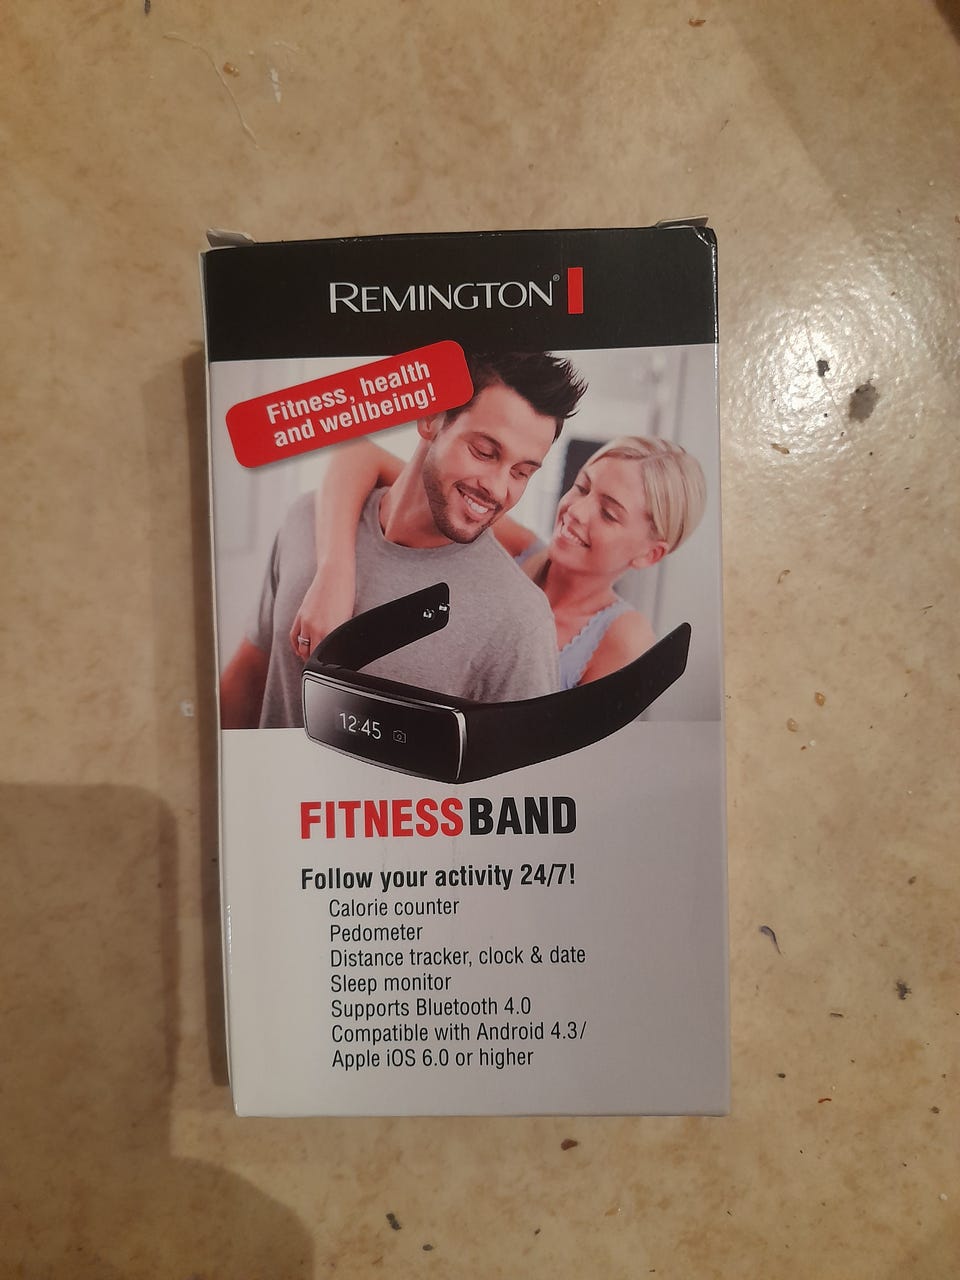 REMINGTON®
Fitness, health
and wellbeing!
12:45
FITNESSBAND
Follow your activity 24/7!
Calorie counter
Pedometer
Distance tracker, clock & date
Sleep monitor
Supports Bluetooth 4.0
Compatible with Android 4.3/
Apple iOS 6.0 or higher